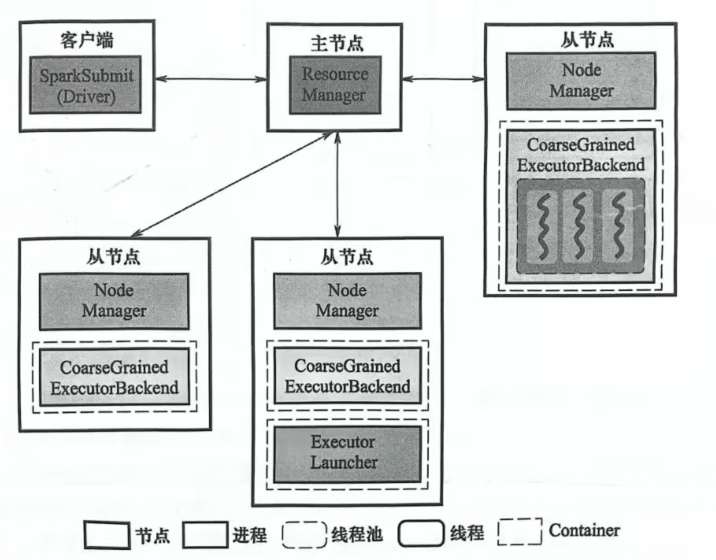 客户端
SparkSubmit
(Driver)
主节点
Resource
Manager
从节点
Node
Manager
CoarseGrained
ExecutorBackend
从节点
Node
Manager
CoarseGrained
ExecutorBackend
从节点
Node
Manager
CoarseGrained
ExecutorBackend
Executor
Launcher
节点 进程 线程池 线程 Container